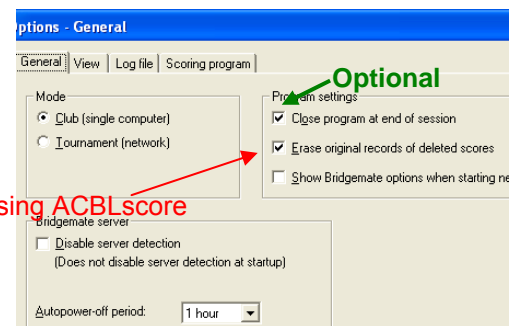 ptions - General
General View Log file Scoring program
Optional
Mode
Club (single computer)
Tournament (network)
Program settings
Close program at end of session
Erase original records of deleted scores
Show Bridgemate options when starting ne
sing ACBLscore
Bridgemate server
Disable server detection
(Does not disable server detection at startup)
Autopower-off period: 1 hour